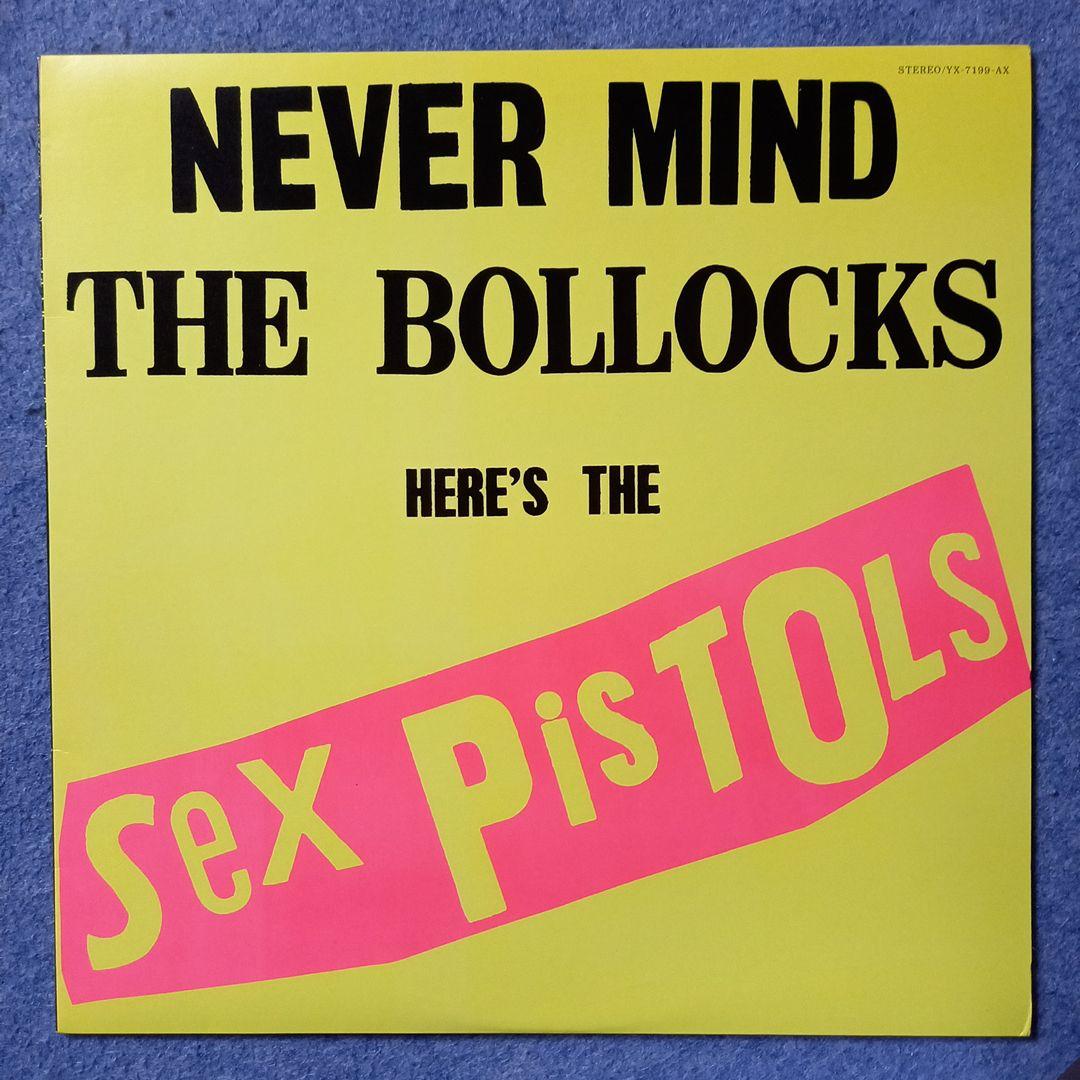 STEREO/YX-7199-AX
NEVER MIND
THE BOLLOCKS
HERE'S THE
Sex PiSTOLS